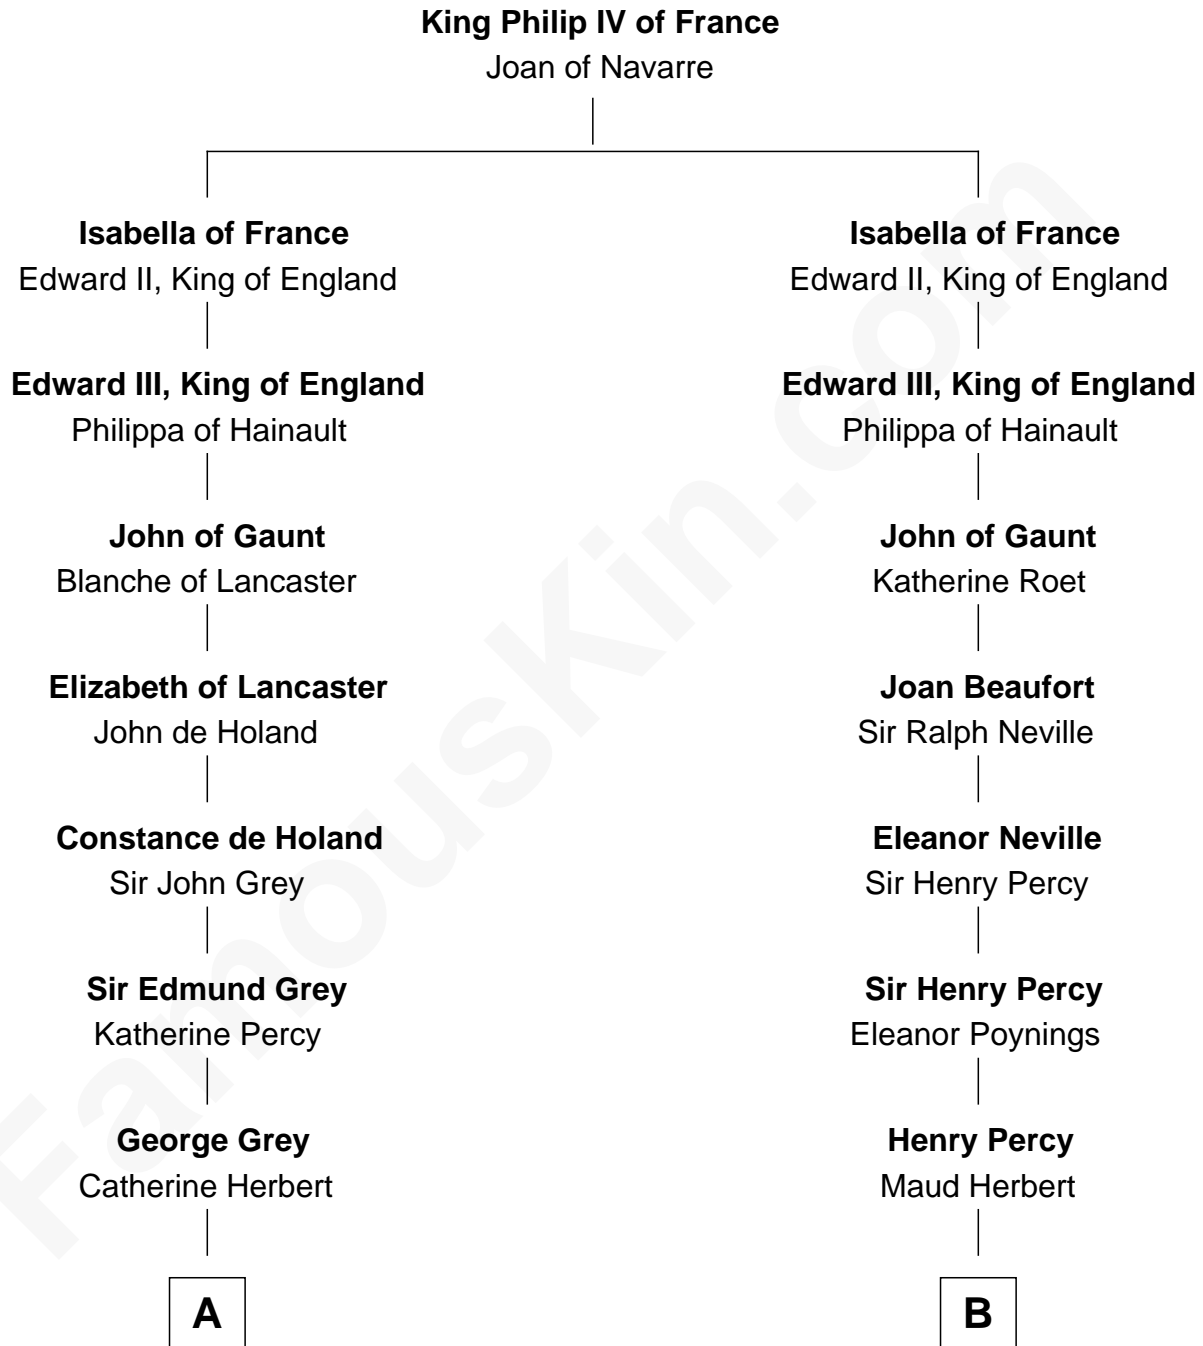 King Philip IV of France
Joan of Navarre
Isabella of France
Edward II, King of England
Isabella of France
Edward II, King of England
Edward III, King of England
Philippa of Hainault
Edward III, King of England
Philippa of Hainault
John of Gaunt
Blanche of Lancaster
John of Gaunt
Katherine Roet
Elizabeth of Lancaster
John de Holand
Joan Beaufort
Sir Ralph Neville
Constance de Holand
Sir John Grey
Eleanor Neville
Sir Henry Percy
Sir Edmund Grey
Katherine Percy
Sir Henry Percy
Eleanor Poynings
George Grey
Catherine Herbert
Henry Percy
Maud Herbert
A
B
FamousKin.com